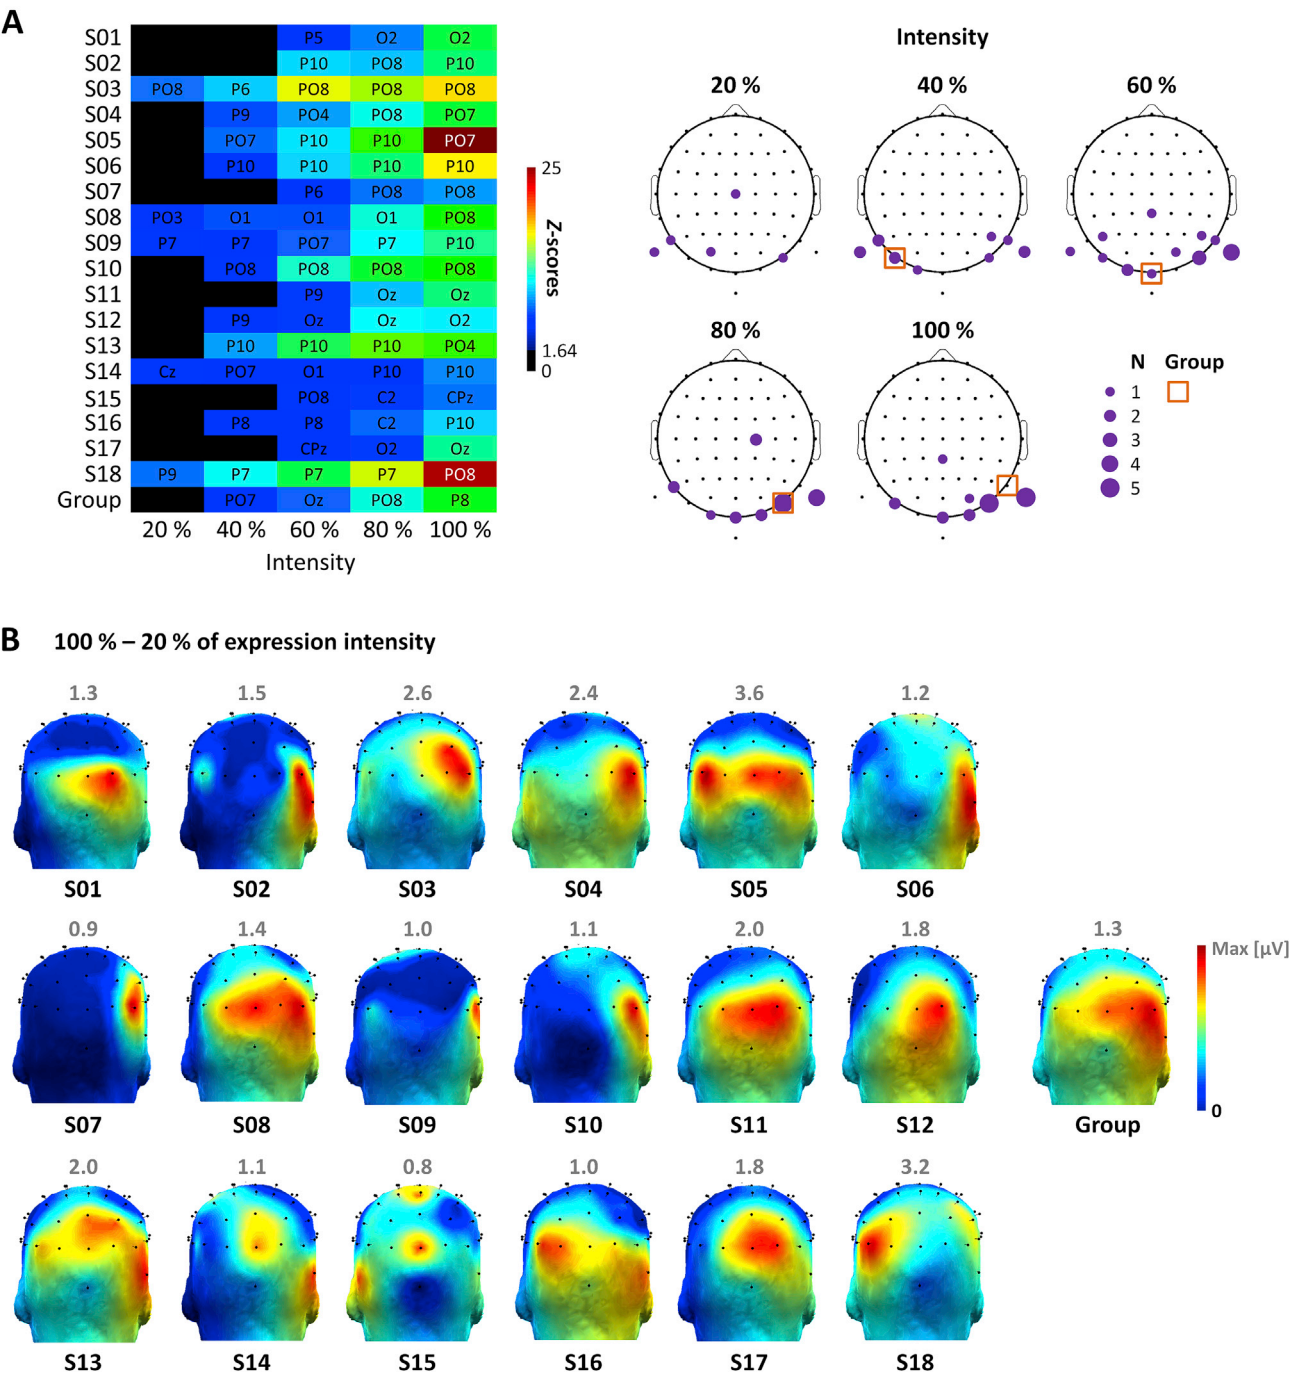 A
S01 P5 O2 O2
S02 P10 PO8 P10
S03 PO8 P6 PO8 PO8 PO8
S04 P9 PO4 PO8 PO7
S05 PO7 P10 P10 PO7
S06 P10 P10 P10 P10
S07 P6 PO8 PO8
S08 PO3 O1 O1 O1 PO8
S09 P7 P7 PO7 P7 P10
S10 PO8 PO8 PO8 PO8
S11 P9 Oz Oz
S12 P9 Oz Oz O2
S13 P10 P10 P10 PO4
S14 Cz PO7 O1 P10 P10
S15 PO8 C2 CPz
S16 P8 P8 C2 P10
S17 CPz O2 Oz
S18 P9 P7 P7 P7 PO8
Group PO7 Oz PO8 P8
20 % 40 % 60 % 80 % 100 %
Intensity
25
Z-scores
1.64
0
Intensity
20 % 40 % 60 %
80 % 100 %
N Group
1
2
3
4
5
B 100 % – 20 % of expression intensity
1.3 1.5 2.6 2.4 3.6 1.2
S01 S02 S03 S04 S05 S06
0.9 1.4 1.0 1.1 2.0 1.8 1.3
Max [µV]
0
S07 S08 S09 S10 S11 S12 Group
2.0 1.1 0.8 1.0 1.8 3.2
S13 S14 S15 S16 S17 S18